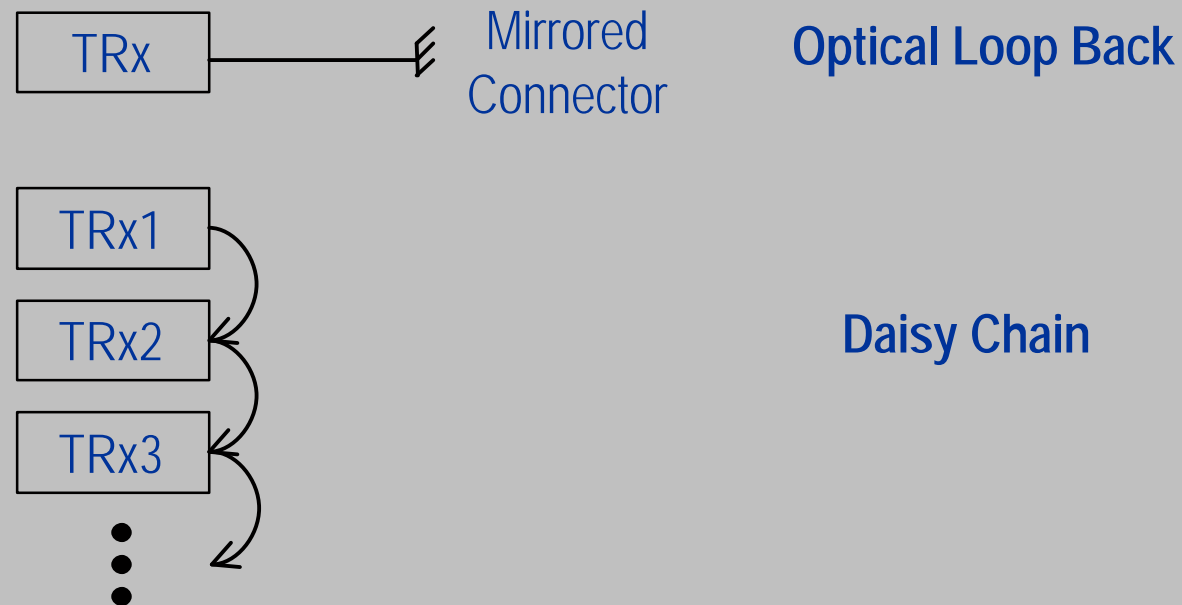 TRx
Mirrored
Connector
Optical Loop Back
TRx1
TRx2
Daisy Chain
TRx3